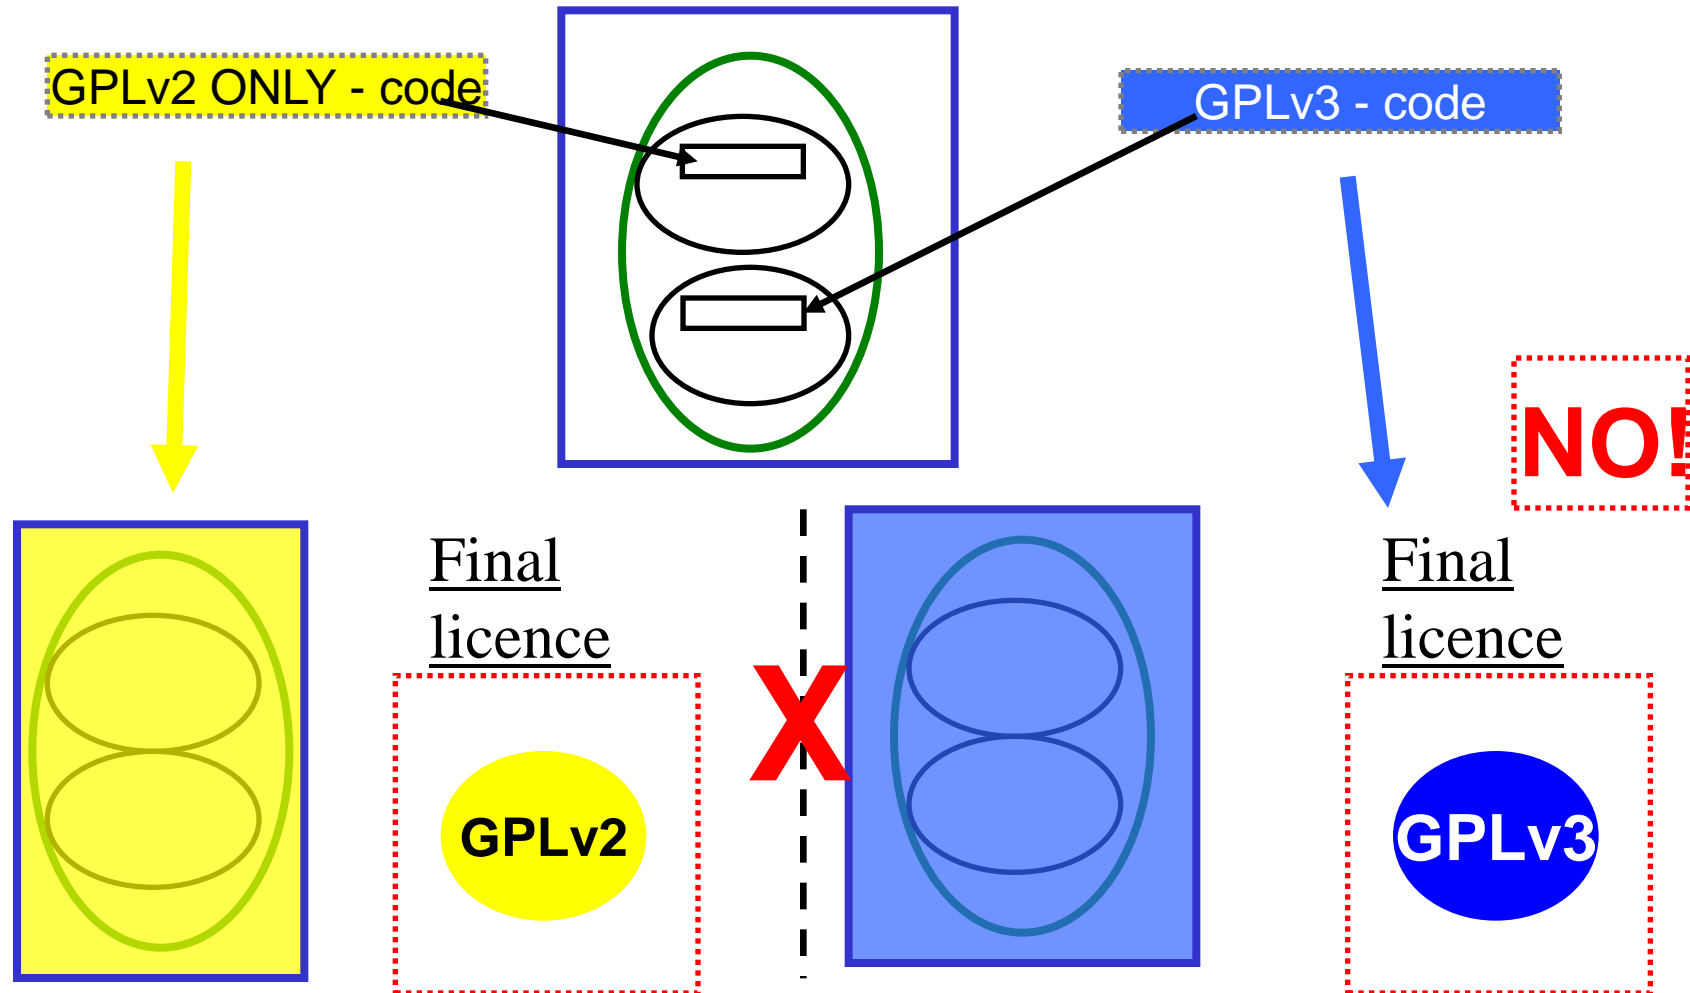 GPLv2 ONLY - code
GPLv3 - code
NO!
Final
licence
GPLv2
X
Final
licence
GPLv3